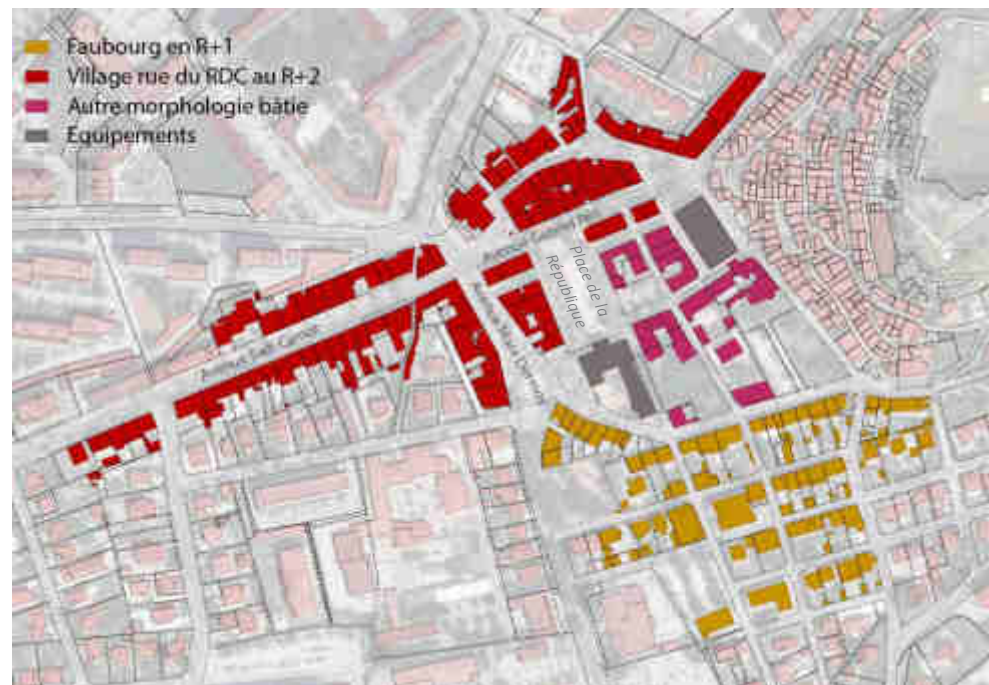 Faubourg en R+1
Village rue du RDC au R+2
Autre morphologie bâtie
Equipements
Place de la
République